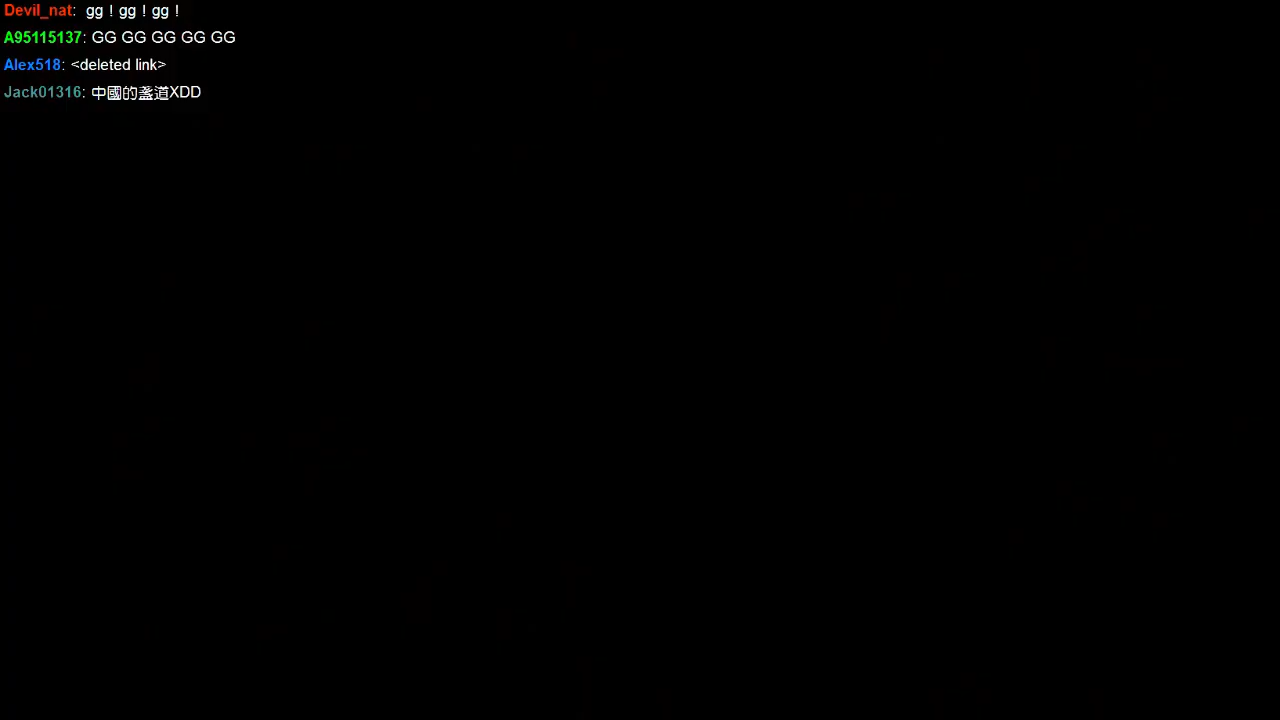 Devil_nat: gg！gg！gg！
A95115137: GG GG GG GG GG
Alex518: <deleted link>
Jack01316: 中國的盞道XDD